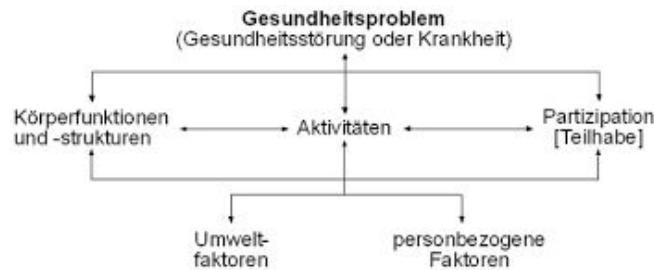 Gesundheitsproblem
(Gesundheitsstörung oder Krankheit)
Körperfunktionen
und -strukturen
Aktivitäten
Partizipation
[Teilhabe]
Umwelt-
faktoren
personbezogene
Faktoren